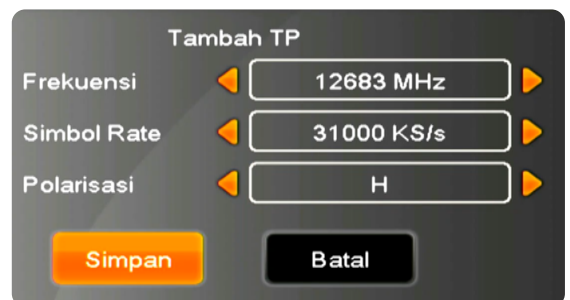 Tambah TP
Frekuensi 12683 MHz
Simbol Rate 31000 KS/s
Polarisasi H
Simpan Batal